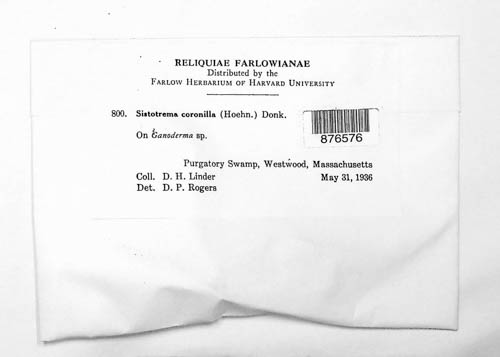 RELIQUIAE FARLOWIANAE
Distributed by the
FARLOW HERBARIUM OF HARVARD UNIVERSITY
800. Sistotrema coronilla (Hoehn.) Donk.
On Ganoderma sp.
876576
Purgatory Swamp, Westwood, Massachusetts
Coll. D. H. Linder May 31, 1936
Det. D. P. Rogers